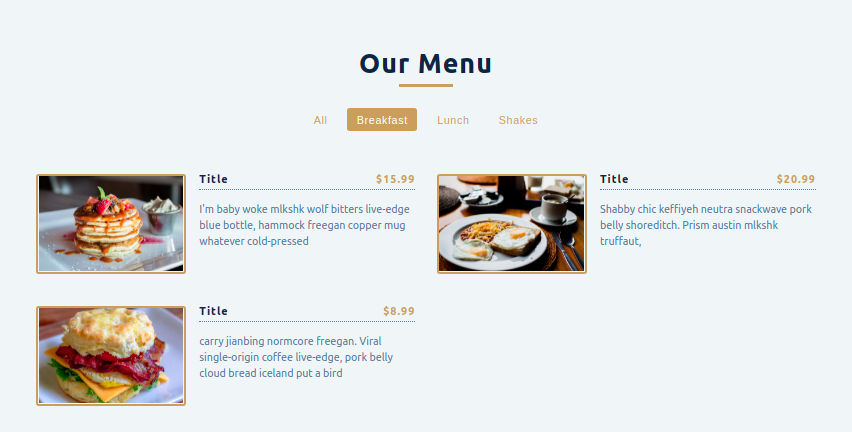 Our Menu
All Breakfast Lunch Shakes
Title $15.99
I'm baby woke mlkshk wolf bitters live-edge
blue bottle, hammock freegan copper mug
whatever cold-pressed
Title $20.99
Shabby chic keffiyeh neutra snackwave pork
belly shoreditch. Prism austin mlkshk
truffaut,
Title $8.99
carry jianbing normcore freegan. Viral
single-origin coffee live-edge, pork belly
cloud bread iceland put a bird